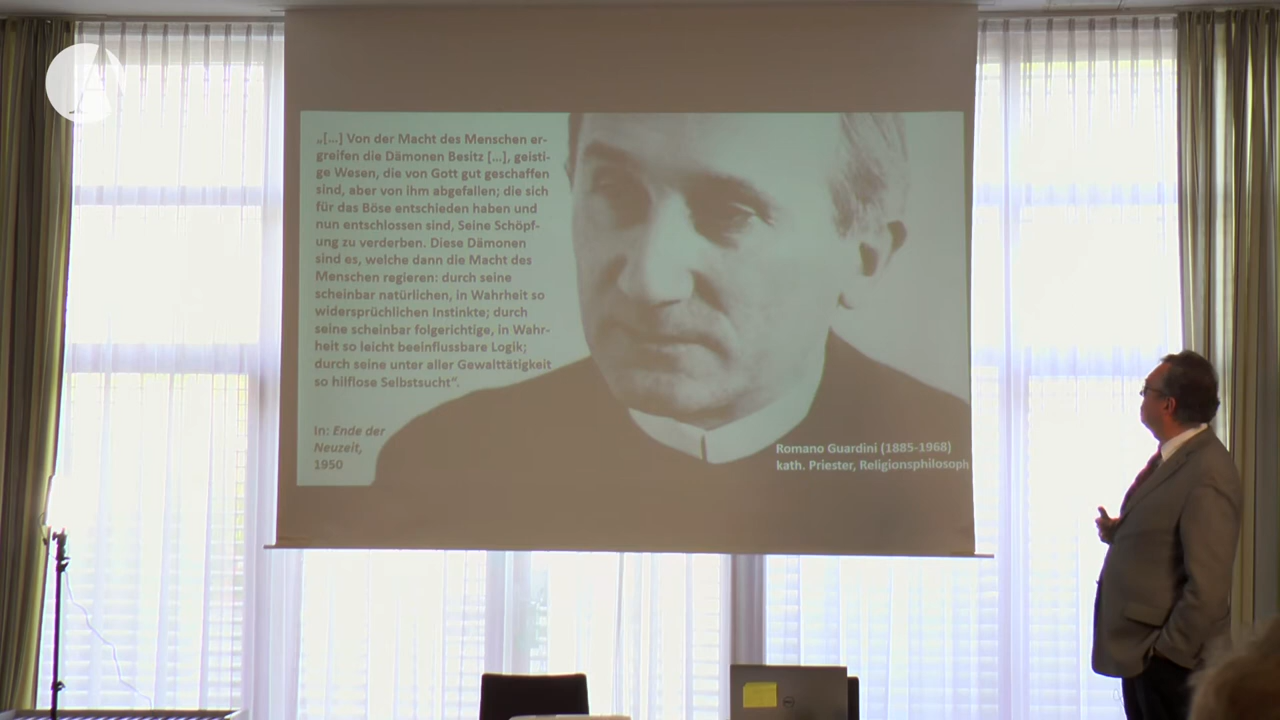 „[...] Von der Macht des Menschen er-
greifen die Dämonen Besitz [...], geisti-
ge Wesen, die von Gott gut geschaffen
sind, aber von ihm abgefallen; die sich
für das Böse entschieden haben und
nun entschlossen sind, Seine Schöpf-
ung zu verderben. Diese Dämonen
sind es, welche dann die Macht des
Menschen regieren: durch seine
scheinbar natürlichen, in Wahrheit so
widersprüchlichen Instinkte; durch
seine scheinbar folgerichtige, in Wahr-
heit so leicht beeinflussbare Logik;
durch seine unter aller Gewalttätigkeit
so hilflose Selbstsucht“.
In: Ende der
Neuzeit,
1950
Romano Guardini (1885-1968)
kath. Priester, Religionsphilosoph